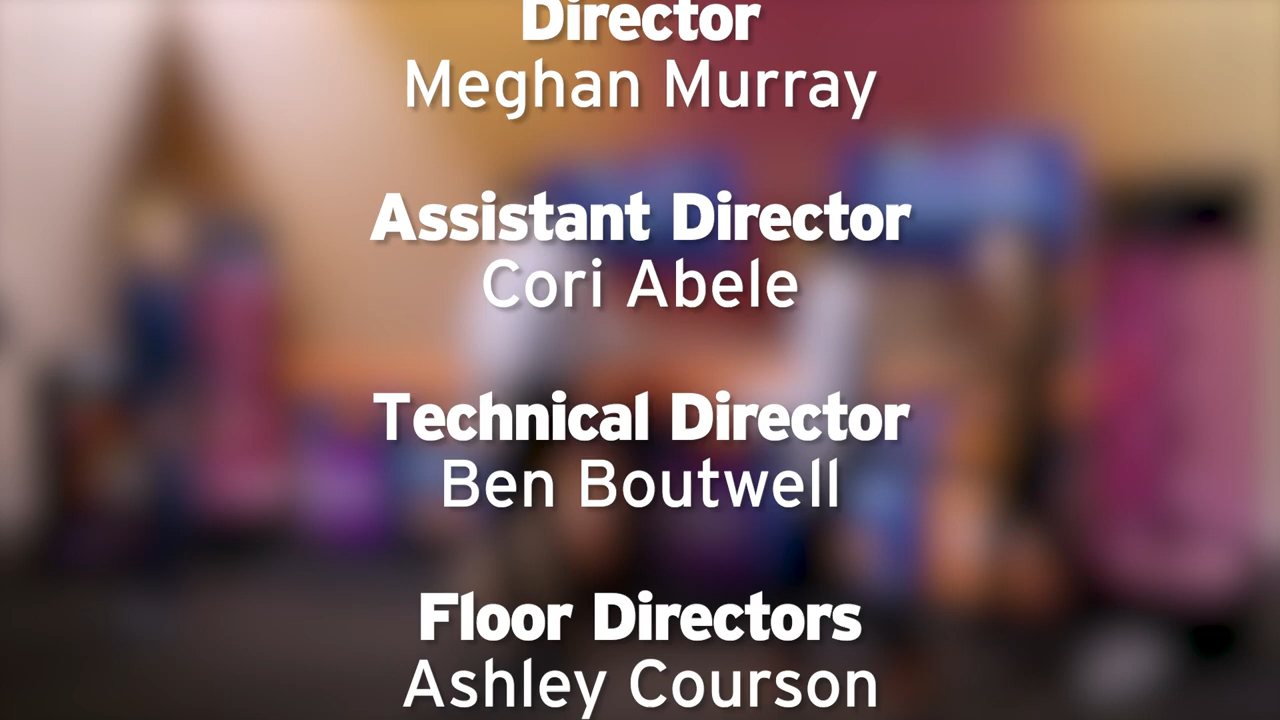 Director
Meghan Murray
Assistant Director
Cori Abele
Technical Director
Ben Boutwell
Floor Directors
Ashley Courson